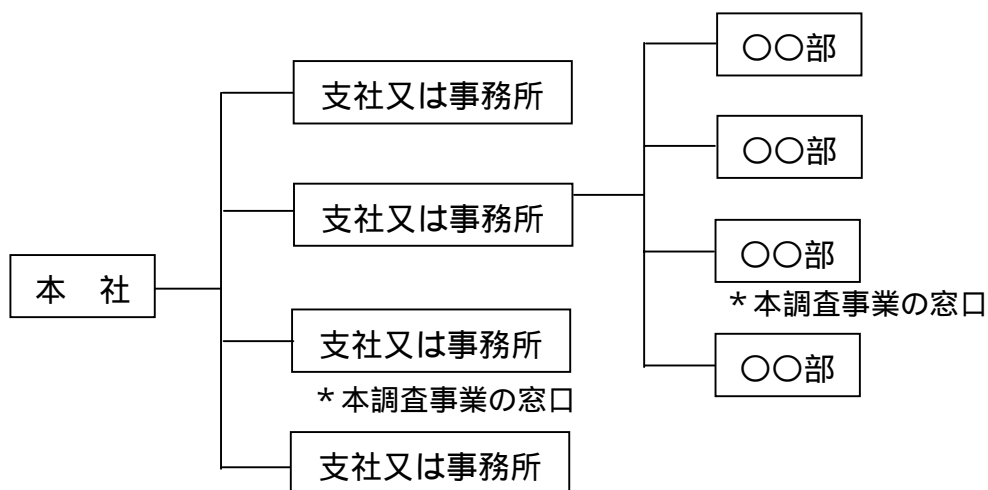 本　社
支社又は事務所
支社又は事務所
支社又は事務所
＊本調査事業の窓口
支社又は事務所
〇〇部
〇〇部
〇〇部
＊本調査事業の窓口
〇〇部